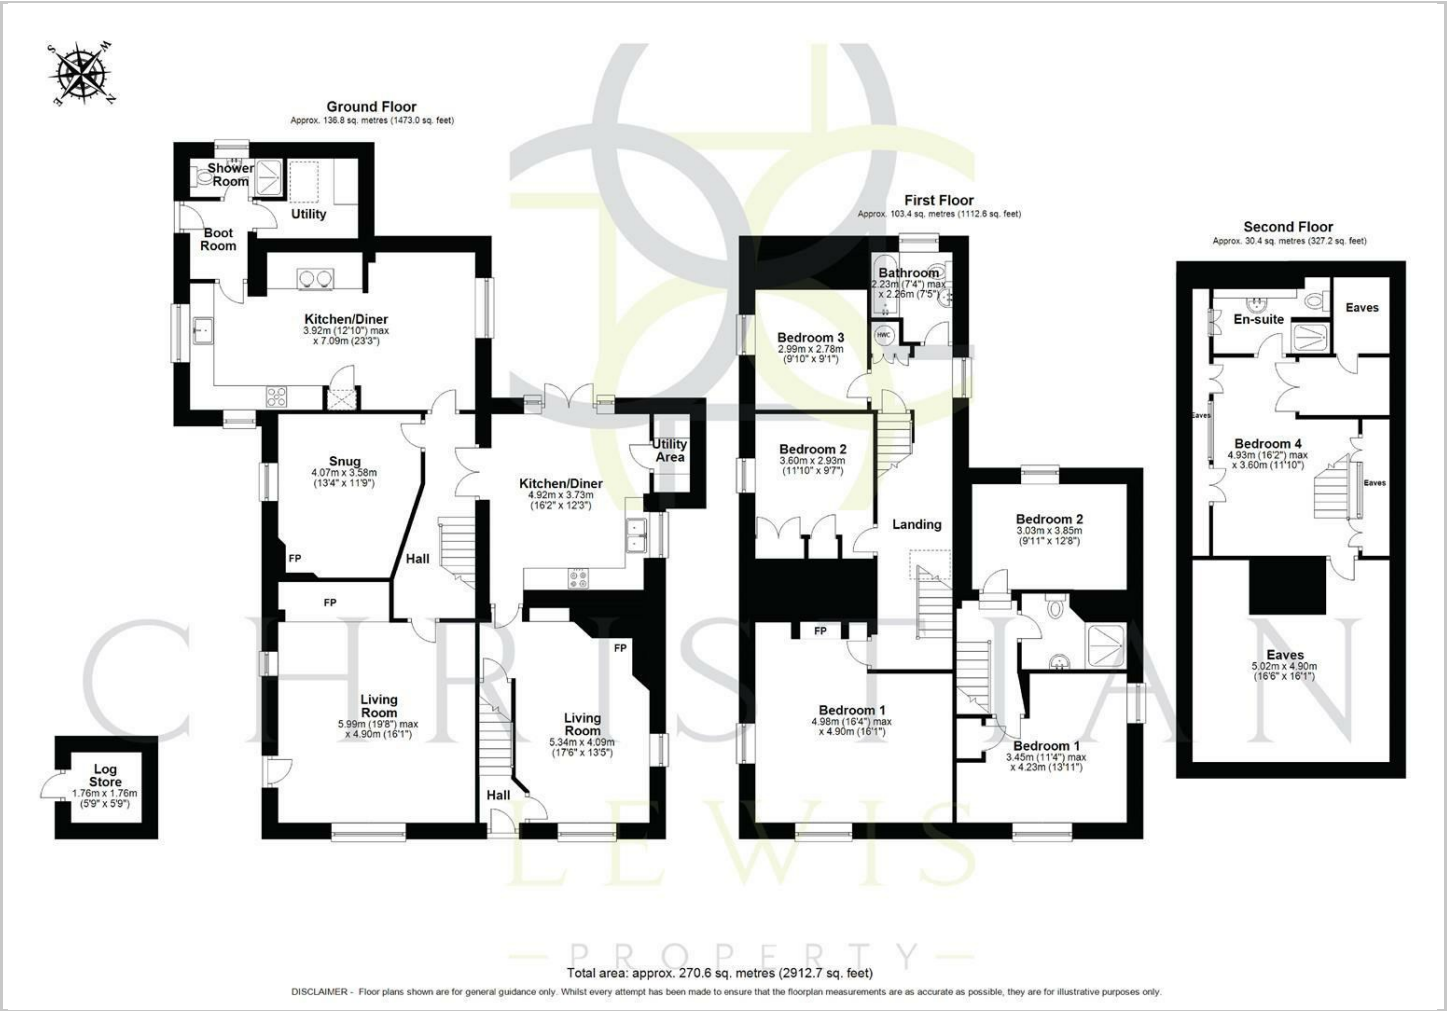 S
W
E
N
Ground Floor
Approx. 136.8 sq. metres (1473.0 sq. feet)
Shower
Room
Utility
Boot
Room
Kitchen/Diner
3.92m (12'10") max
x 7.09m (23'3")
Snug
4.07m x 3.58m
(13'4" x 11'9")
FP
Hall
FP
Living
Room
5.99m (19'8") max
x 4.90m (16'1")
Kitchen/Diner
4.92m x 3.73m
(16'2" x 12'3")
Utility
Area
FP
Living
Room
5.34m x 4.09m
(17'6" x 13'5")
Hall
Log
Store
1.76m x 1.76m
(5'9" x 5'9")
First Floor
Approx. 103.4 sq. metres (1112.6 sq. feet)
Bathroom
2.23m (7'4") max
x 2.26m (7'5")
HWC
Bedroom 3
2.99m x 2.78m
(9'10" x 9'1")
Bedroom 2
3.60m x 2.93m
(11'10" x 9'7")
Landing
FP
Bedroom 1
4.98m (16'4") max
x 4.90m (16'1")
Bedroom 2
3.03m x 3.85m
(9'11" x 12'8")
Bedroom 1
3.45m (11'4") max
x 4.23m (13'11")
Second Floor
Approx. 30.4 sq. metres (327.2 sq. feet)
En-suite
Eaves
Eaves
Bedroom 4
4.93m (16'2") max
x 3.60m (11'10")
Eaves
Eaves
5.02m x 4.90m
(16'6" x 16'1")
CHRISTIAN
LEWIS
PROPERTY
Total area: approx. 270.6 sq. metres (2912.7 sq. feet)
DISCLAIMER - Floor plans shown are for general guidance only. Whilst every attempt has been made to ensure that the floorplan measurements are as accurate as possible, they are for illustrative purposes only.